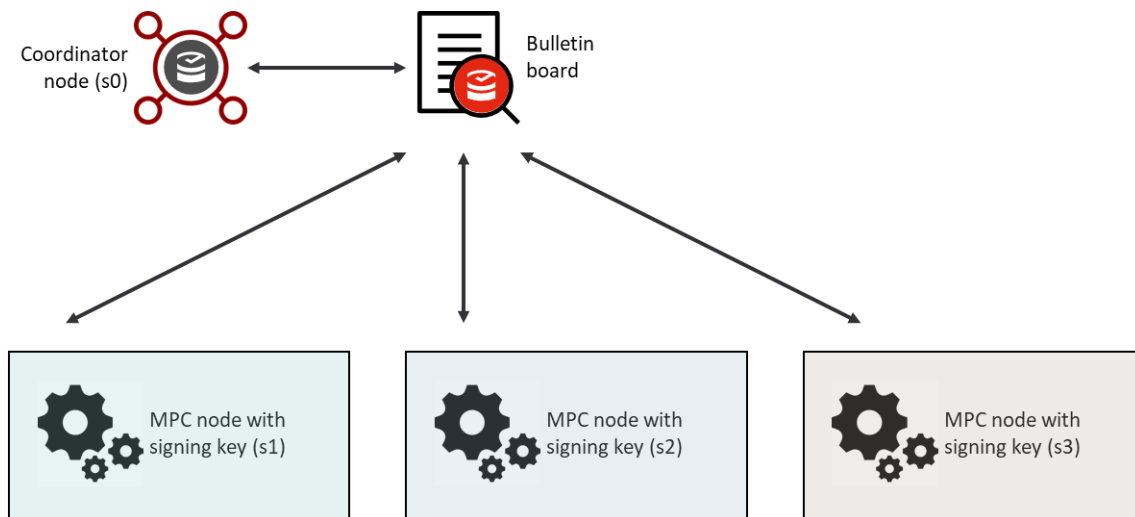 Coordinator
node (s0)
Bulletin
board
MPC node with
signing key (s1)
MPC node with
signing key (s2)
MPC node with
signing key (s3)